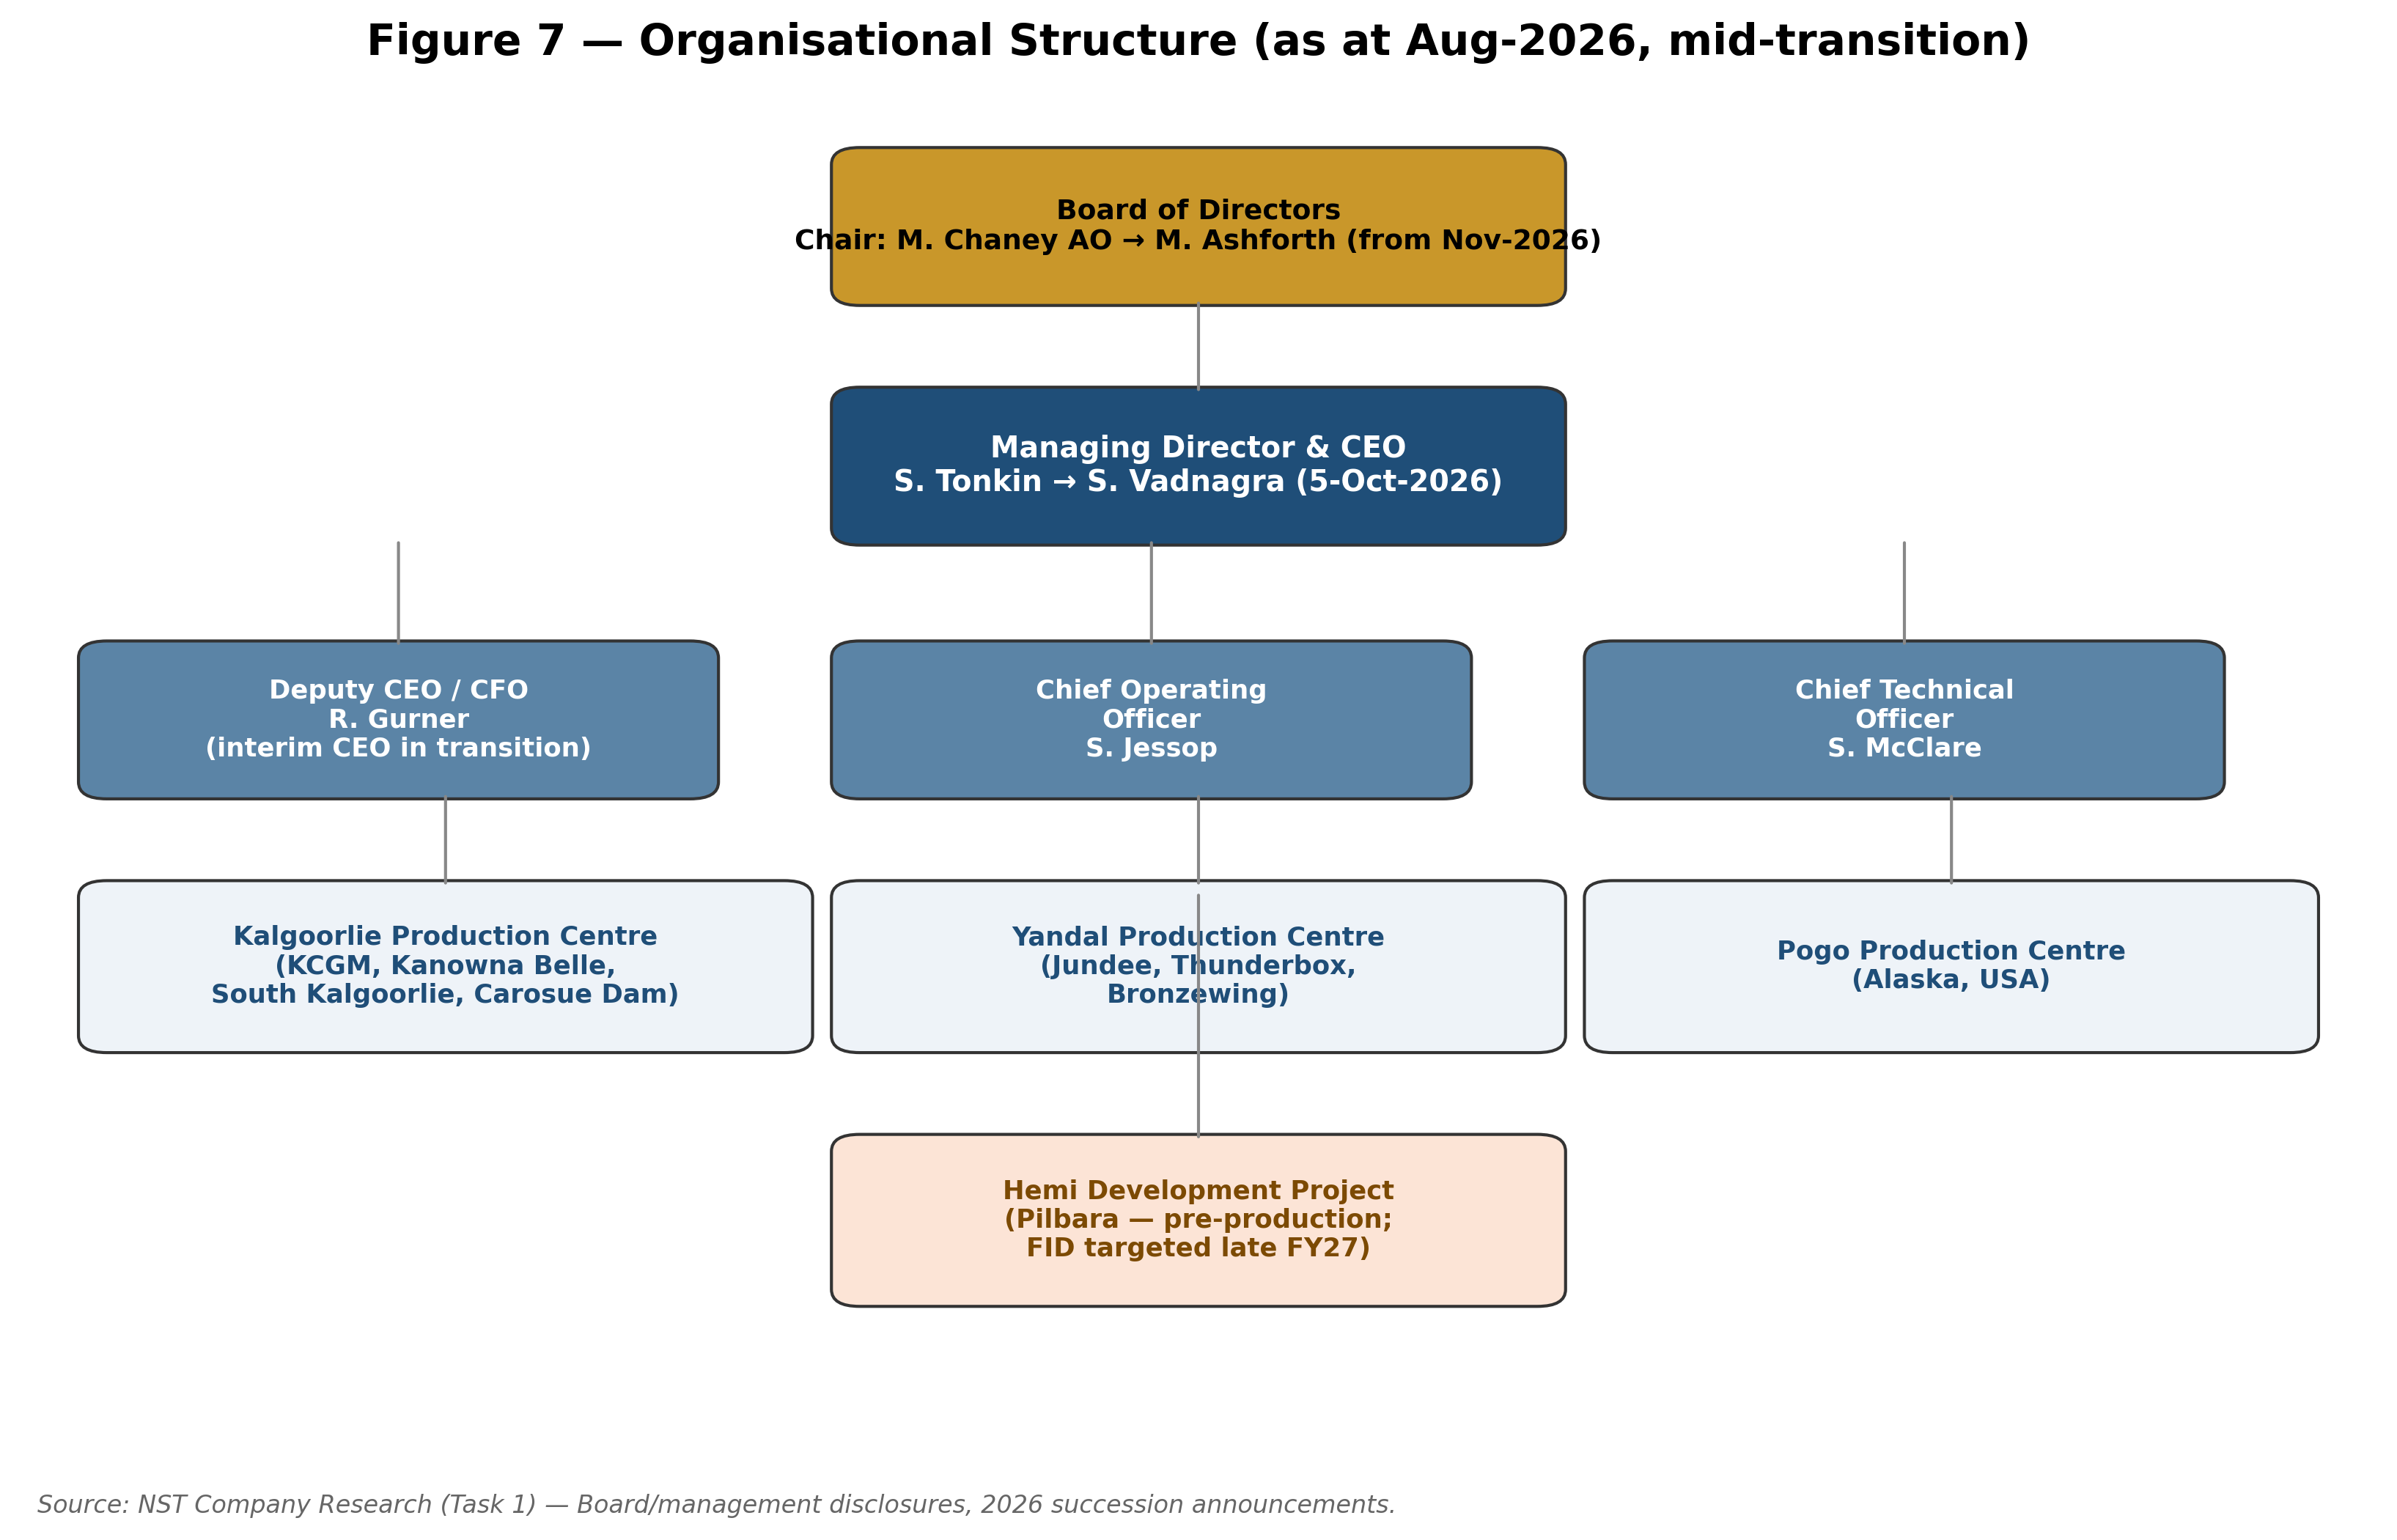 Figure 7 — Organisational Structure (as at Aug-2026, mid-transition)
Board of Directors
Chair: M. Chaney AO → M. Ashforth (from Nov-2026)
Managing Director & CEO
S. Tonkin → S. Vadnagra (5-Oct-2026)
Deputy CEO / CFO
R. Gurner
(interim CEO in transition)
Chief Operating
Officer
S. Jessop
Chief Technical
Officer
S. McClare
Kalgoorlie Production Centre
(KCGM, Kanowna Belle,
South Kalgoorlie, Carosue Dam)
Yandal Production Centre
(Jundee, Thunderbox,
Bronzewing)
Pogo Production Centre
(Alaska, USA)
Hemi Development Project
(Pilbara — pre-production;
FID targeted late FY27)
Source: NST Company Research (Task 1) — Board/management disclosures, 2026 succession announcements.